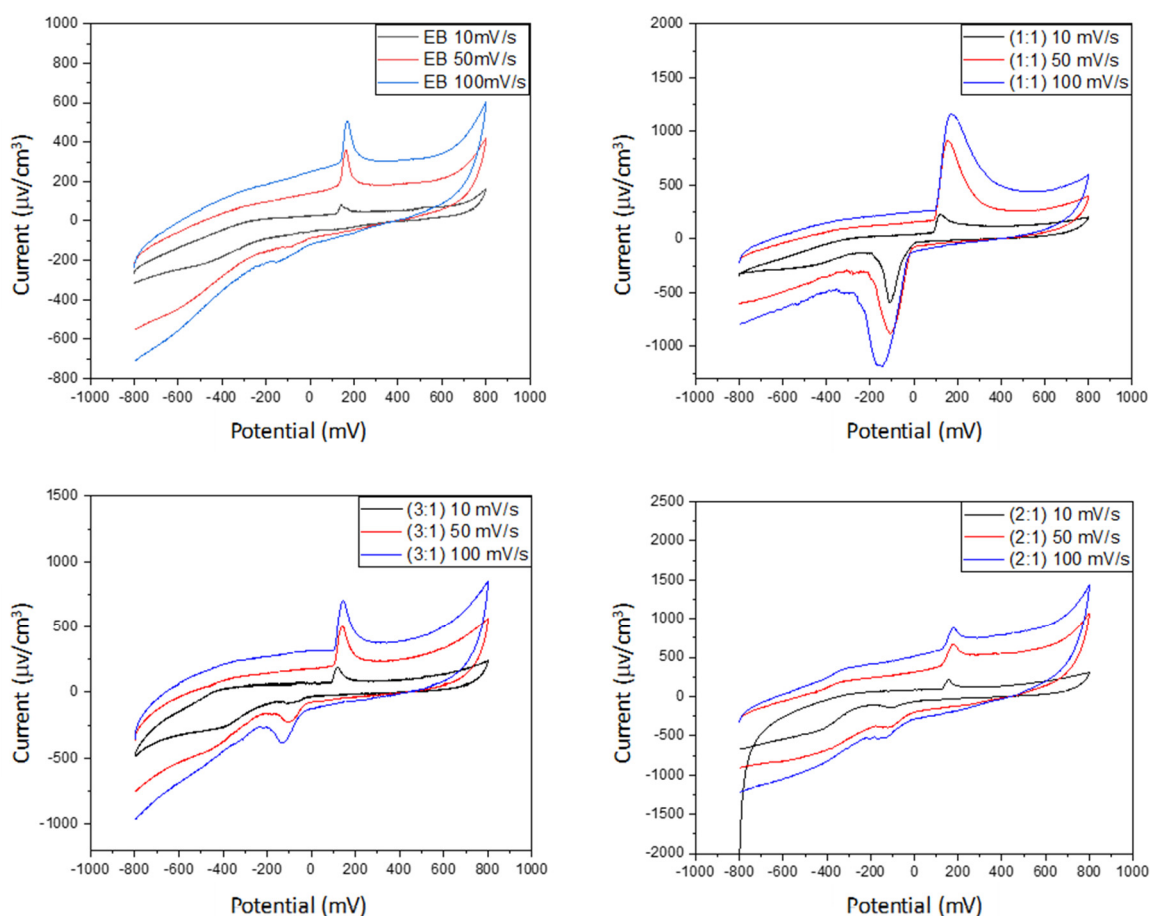 1000
800
600
400
200
0
-200
-400
-600
-800
-1000 -800 -600 -400 -200 0 200 400 600 800 1000
Current (μv/cm³)
Potential (mV)
EB 10mV/s
EB 50mV/s
EB 100mV/s
2000
1500
1000
500
0
-500
-1000
-1000 -800 -600 -400 -200 0 200 400 600 800 1000
Current (μv/cm³)
Potential (mV)
(1:1) 10 mV/s
(1:1) 50 mV/s
(1:1) 100 mV/s
1500
1000
500
0
-500
-1000
-1000 -800 -600 -400 -200 0 200 400 600 800 1000
Current (μv/cm³)
Potential (mV)
(3:1) 10 mV/s
(3:1) 50 mV/s
(3:1) 100 mV/s
2500
2000
1500
1000
500
0
-500
-1000
-1500
-2000
-1000 -800 -600 -400 -200 0 200 400 600 800 1000
Current (μv/cm³)
Potential (mV)
(2:1) 10 mV/s
(2:1) 50 mV/s
(2:1) 100 mV/s